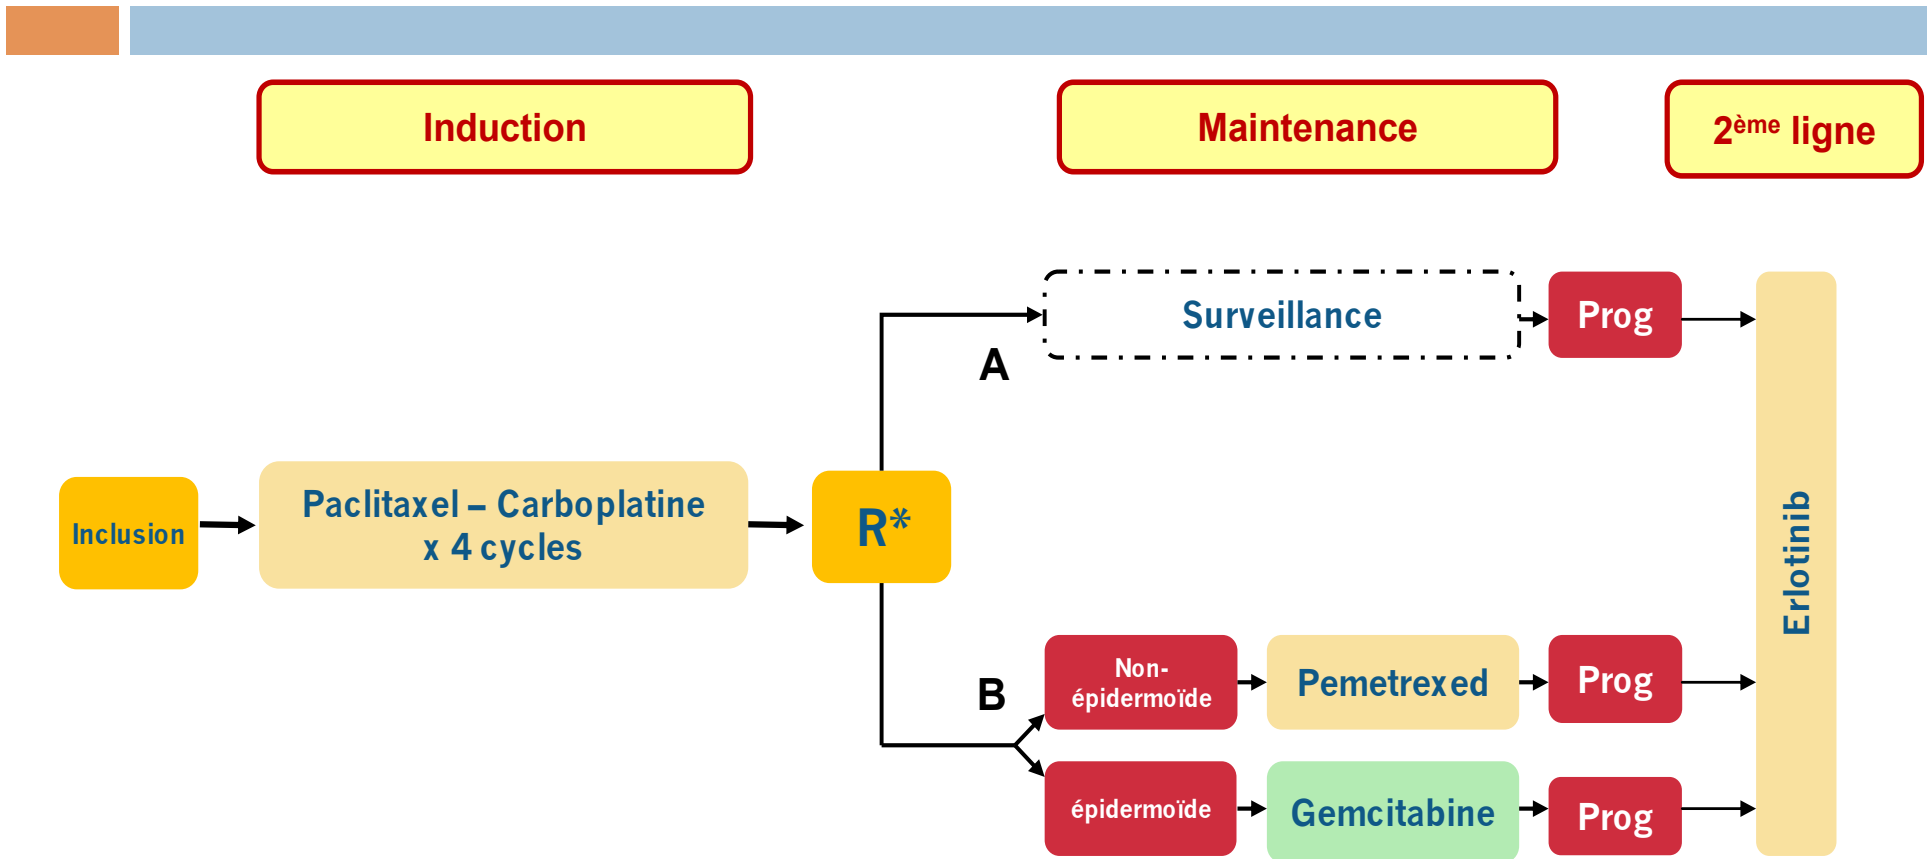 Induction
Maintenance
2ème ligne
Surveillance
Prog
A
Inclusion
Paclitaxel – Carboplatine
x 4 cycles
R*
Erlotinib
B
Non-
épidermoïde
Pemetrexed
Prog
épidermoïde
Gemcitabine
Prog